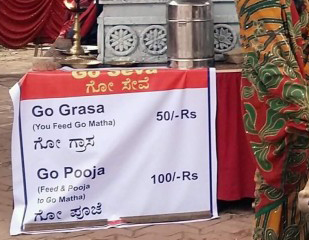 Go Seva
ಗೋ ಸೇವೆ
Go Grasa
(You Feed Go Matha)
50/-Rs
ಗೋ ಗ್ರಾಸ
Go Pooja
(Feed & Pooja
to Go Matha)
100/-Rs
ಗೋ ಪೂಜೆ